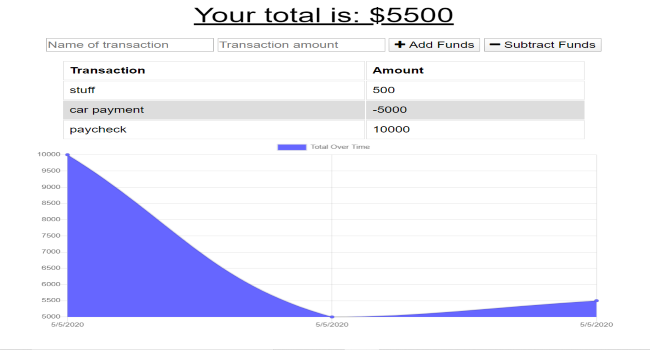 Your total is: $5500
Name of transaction Transaction amount + Add Funds − Subtract Funds
Transaction Amount
stuff 500
car payment -5000
paycheck 10000
Total Over Time
10000
9500
9000
8500
8000
7500
7000
6500
6000
5500
5000
5/5/2020 5/5/2020 5/5/2020